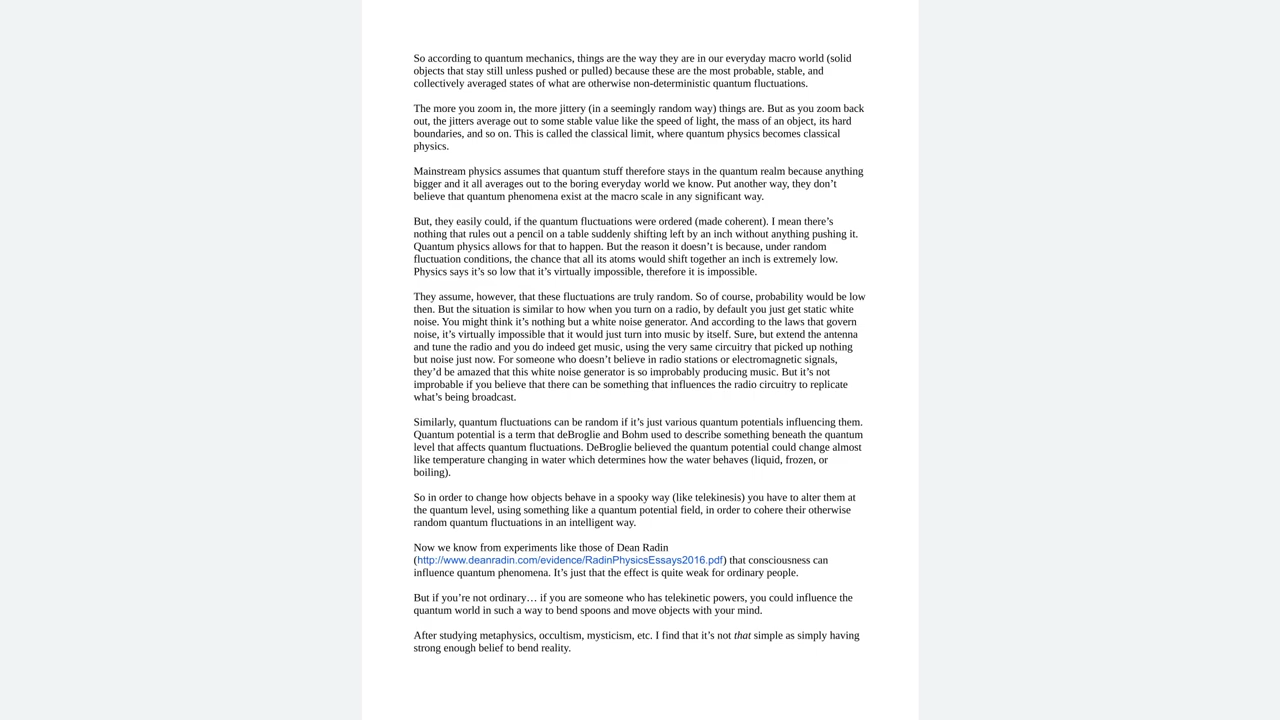 So according to quantum mechanics, things are the way they are in our everyday macro world (solid
objects that stay still unless pushed or pulled) because these are the most probable, stable, and
collectively averaged states of what are otherwise non-deterministic quantum fluctuations.
The more you zoom in, the more jittery (in a seemingly random way) things are. But as you zoom back
out, the jitters average out to some stable value like the speed of light, the mass of an object, its hard
boundaries, and so on. This is called the classical limit, where quantum physics becomes classical
physics.
Mainstream physics assumes that quantum stuff therefore stays in the quantum realm because anything
bigger and it all averages out to the boring everyday world we know. Put another way, they don’t
believe that quantum phenomena exist at the macro scale in any significant way.
But, they easily could, if the quantum fluctuations were ordered (made coherent). I mean there’s
nothing that rules out a pencil on a table suddenly shifting left by an inch without anything pushing it.
Quantum physics allows for that to happen. But the reason it doesn’t is because, under random
fluctuation conditions, the chance that all its atoms would shift together an inch is extremely low.
Physics says it’s so low that it’s virtually impossible, therefore it is impossible.
They assume, however, that these fluctuations are truly random. So of course, probability would be low
then. But the situation is similar to how when you turn on a radio, by default you just get static white
noise. You might think it’s nothing but a white noise generator. And according to the laws that govern
noise, it’s virtually impossible that it would just turn into music by itself. Sure, but extend the antenna
and tune the radio and you do indeed get music, using the very same circuitry that picked up nothing
but noise just now. For someone who doesn’t believe in radio stations or electromagnetic signals,
they’d be amazed that this white noise generator is so improbably producing music. But it’s not
improbable if you believe that there can be something that influences the radio circuitry to replicate
what’s being broadcast.
Similarly, quantum fluctuations can be random if it’s just various quantum potentials influencing them.
Quantum potential is a term that deBroglie and Bohm used to describe something beneath the quantum
level that affects quantum fluctuations. DeBroglie believed the quantum potential could change almost
like temperature changing in water which determines how the water behaves (liquid, frozen, or
boiling).
So in order to change how objects behave in a spooky way (like telekinesis) you have to alter them at
the quantum level, using something like a quantum potential field, in order to cohere their otherwise
random quantum fluctuations in an intelligent way.
Now we know from experiments like those of Dean Radin
(http://www.deanradin.com/evidence/RadinPhysicsEssays2016.pdf) that consciousness can
influence quantum phenomena. It’s just that the effect is quite weak for ordinary people.
But if you’re not ordinary… if you are someone who has telekinetic powers, you could influence the
quantum world in such a way to bend spoons and move objects with your mind.
After studying metaphysics, occultism, mysticism, etc. I find that it’s not that simple as simply having
strong enough belief to bend reality.